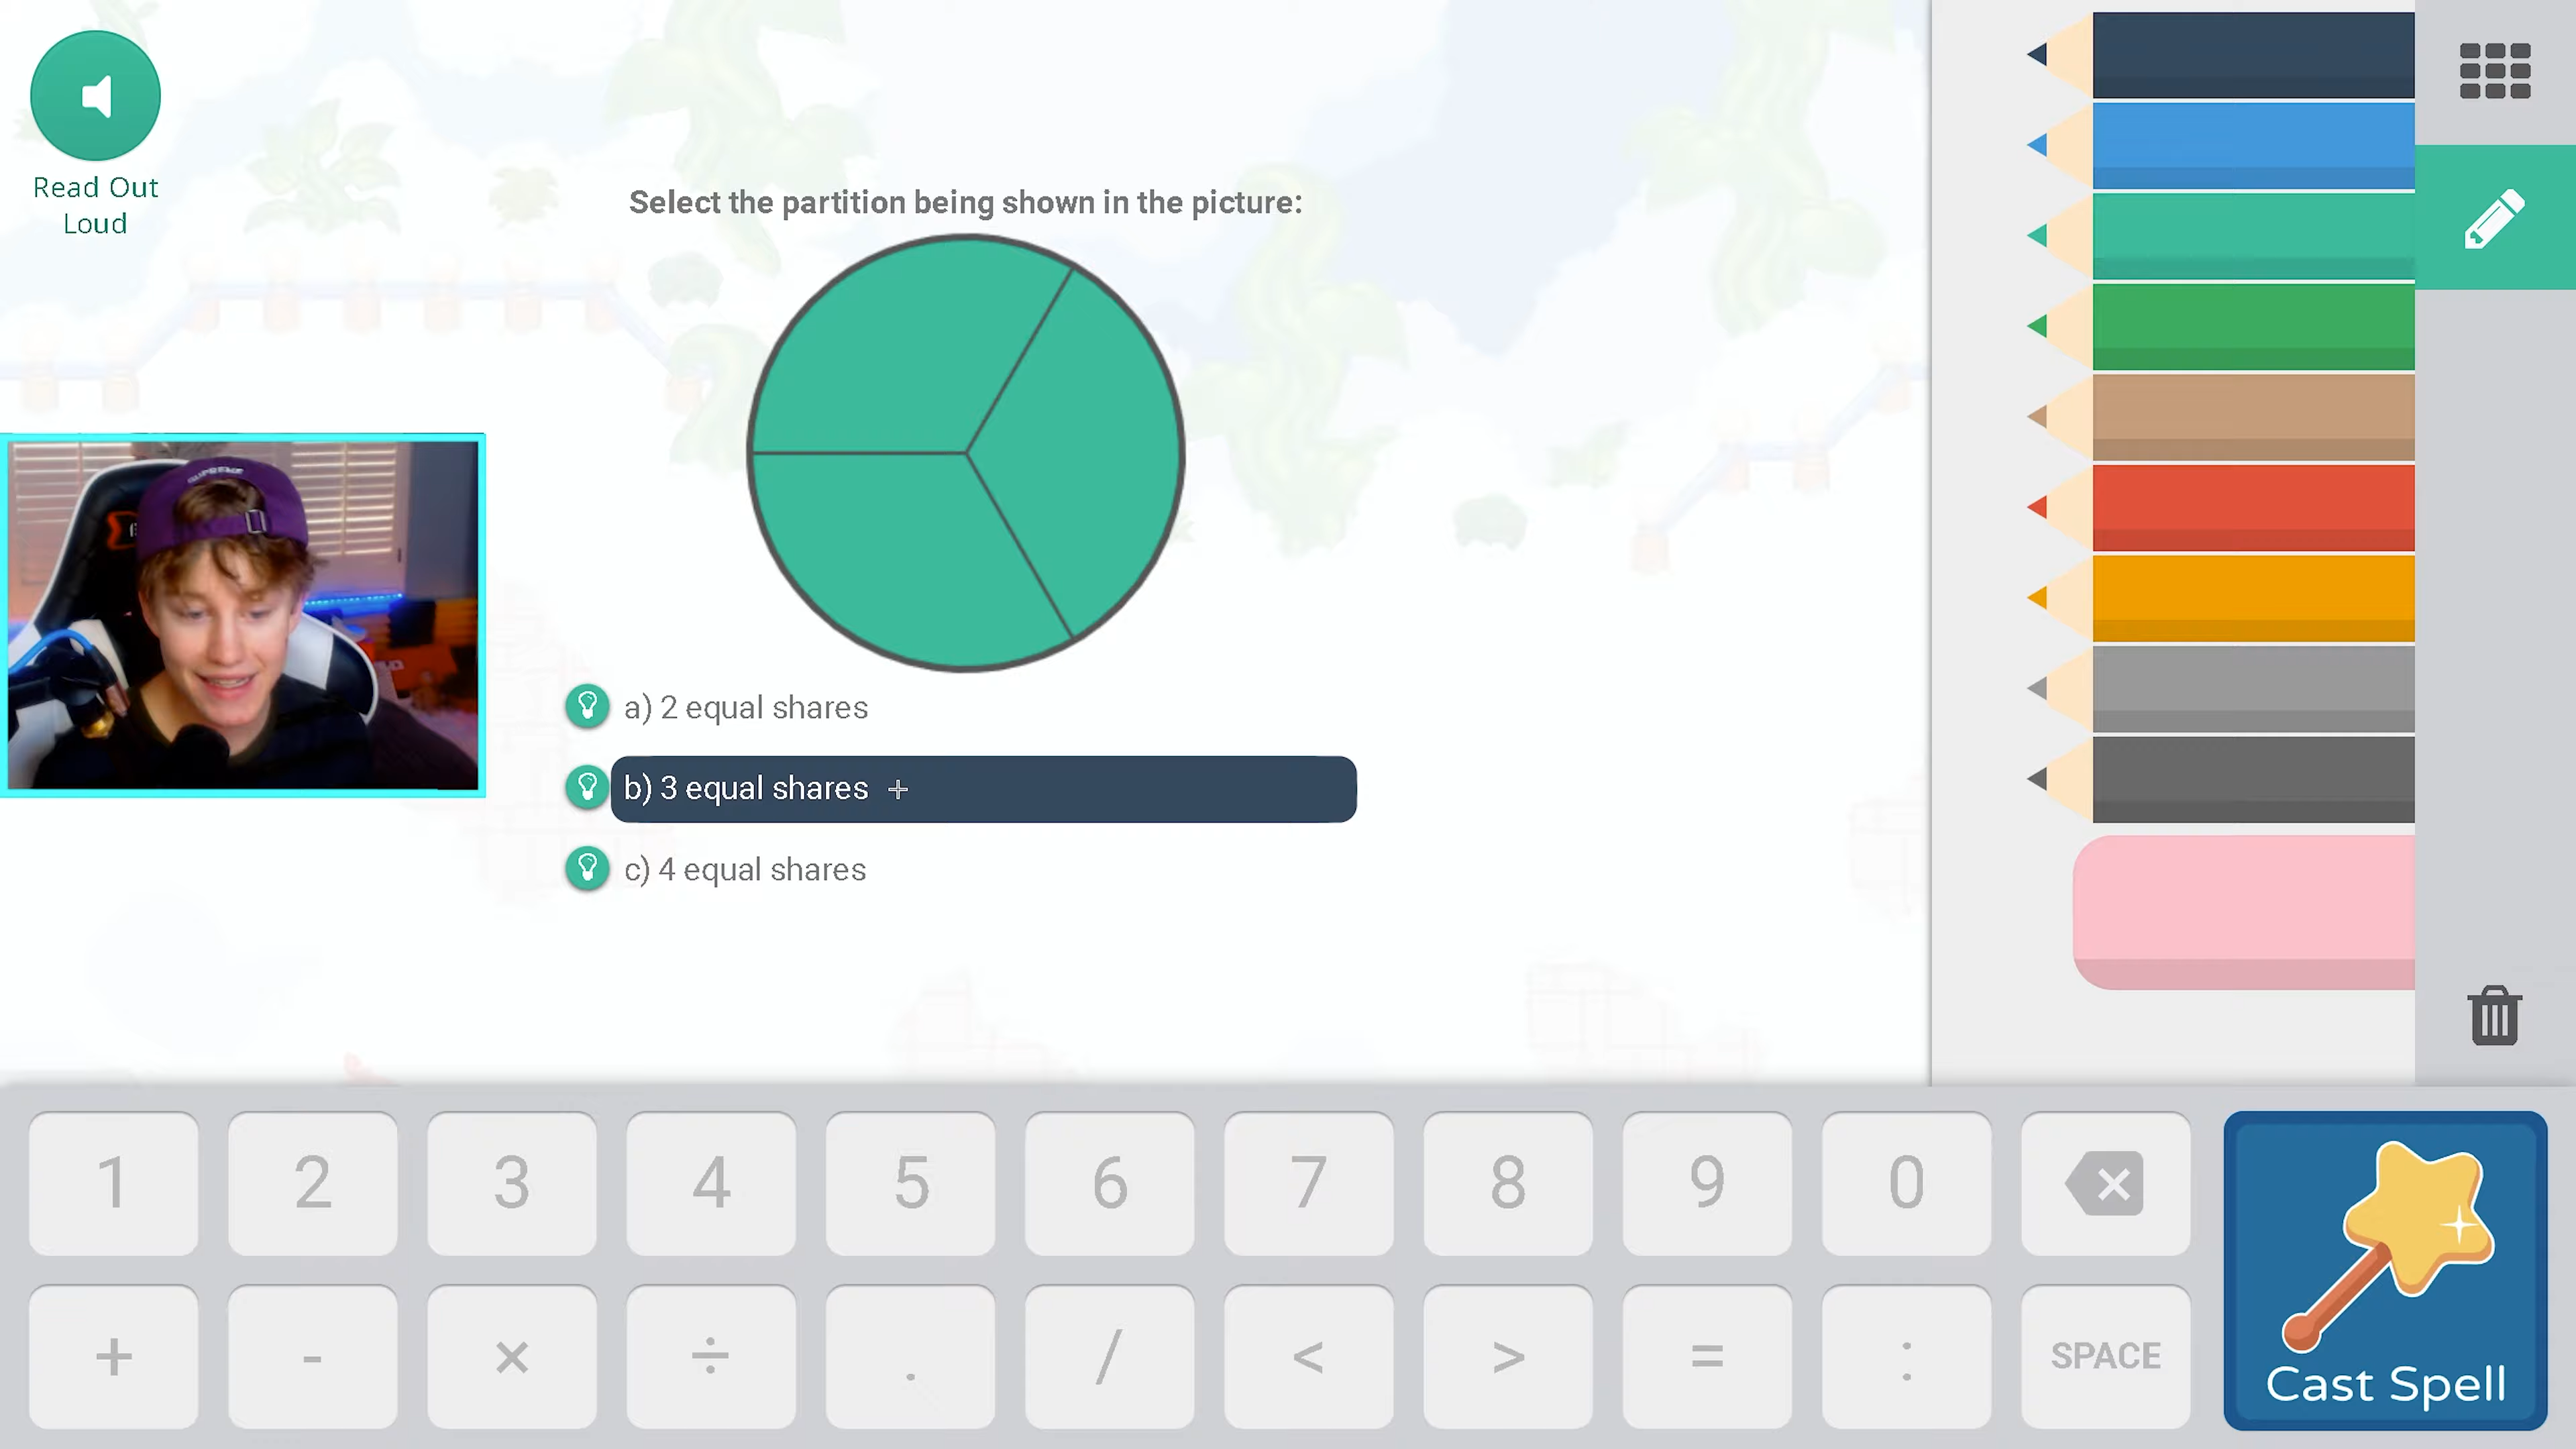 Read Out
Loud
Select the partition being shown in the picture:
SUPREME
a) 2 equal shares
b) 3 equal shares
c) 4 equal shares
1 2 3 4 5 6 7 8 9 0
+ - × ÷ . / < > = : SPACE
Cast Spell